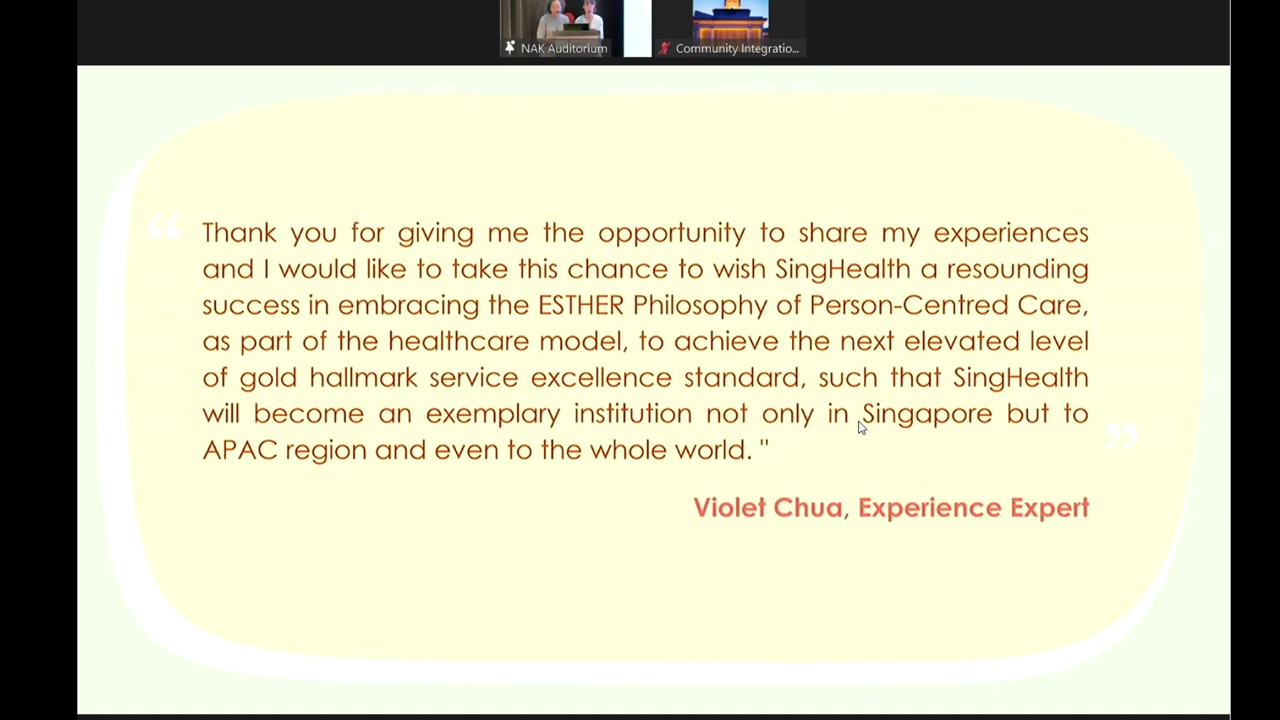 NAK Auditorium
Community Integratio...
“
Thank you for giving me the opportunity to share my experiences
and I would like to take this chance to wish SingHealth a resounding
success in embracing the ESTHER Philosophy of Person-Centred Care,
as part of the healthcare model, to achieve the next elevated level
of gold hallmark service excellence standard, such that SingHealth
will become an exemplary institution not only in Singapore but to
APAC region and even to the whole world. "
”
Violet Chua, Experience Expert